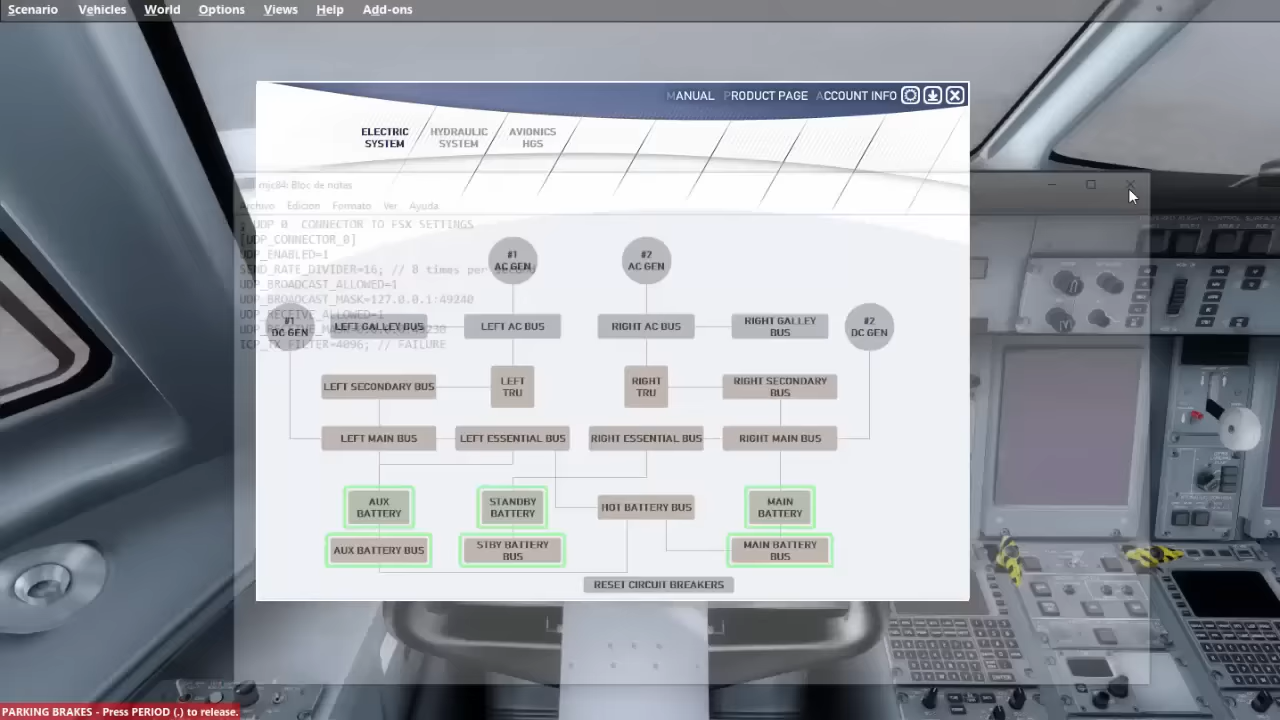 Scenario Vehicles World Options Views Help Add-ons
MANUAL PRODUCT PAGE ACCOUNT INFO
ELECTRIC SYSTEM
HYDRAULIC SYSTEM
AVIONICS HGS
mjc84: Bloc de notas
Archivo Edicion Formato Ver Ayuda
; UDP 0 CONNECTOR TO FSX SETTINGS
[UDP_CONNECTOR_0]
UDP_ENABLED=1
SEND_RATE_DIVIDER=16; // 8 times per
UDP_BROADCAST_ALLOWED=1
UDP_BROADCAST_MASK=127.0.0.1:49240
UDP_RECEIVE_ALLOWED=1
ICP_TX_FILTER=4096; // FAILURE
#1 AC GEN
#2 AC GEN
#1 DC GEN
LEFT GALLEY BUS
LEFT AC BUS
RIGHT AC BUS
RIGHT GALLEY BUS
#2 DC GEN
LEFT SECONDARY BUS
LEFT TRU
RIGHT TRU
RIGHT SECONDARY BUS
LEFT MAIN BUS
LEFT ESSENTIAL BUS
RIGHT ESSENTIAL BUS
RIGHT MAIN BUS
AUX BATTERY
STANDBY BATTERY
HOT BATTERY BUS
MAIN BATTERY
AUX BATTERY BUS
STBY BATTERY BUS
MAIN BATTERY BUS
RESET CIRCUIT BREAKERS
PARKING BRAKES - Press PERIOD (.) to release.